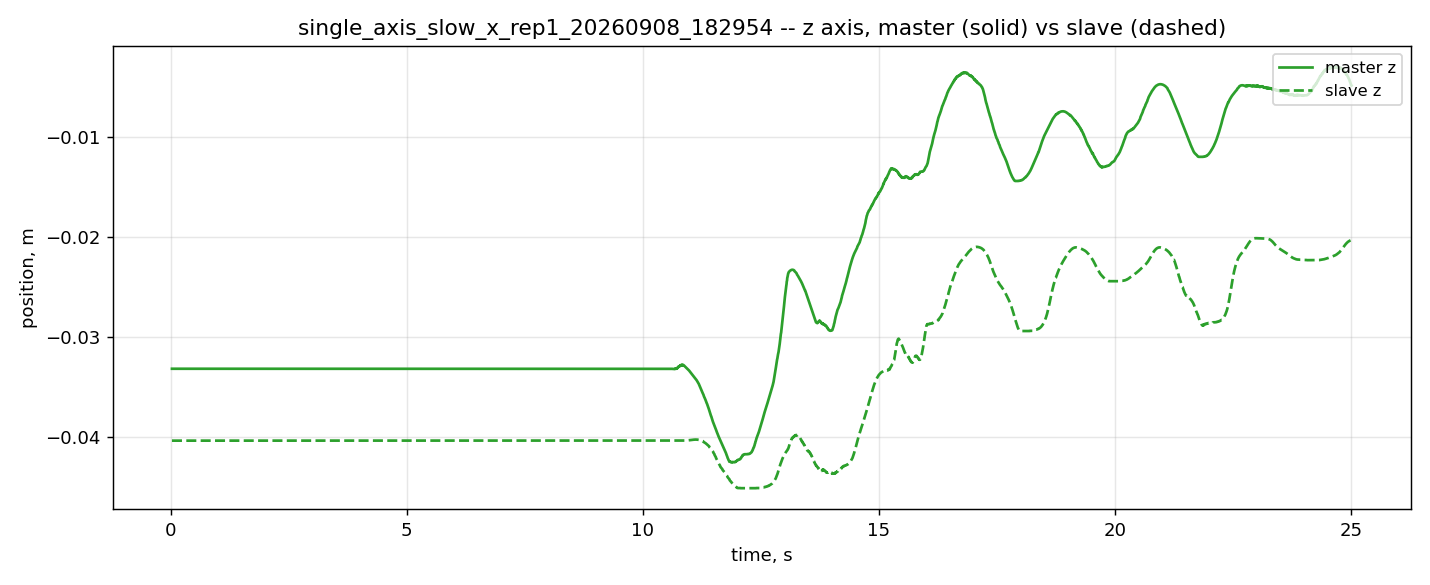 single_axis_slow_x_rep1_20260908_182954 -- z axis, master (solid) vs slave (dashed)
master z
slave z
position, m
−0.01
−0.02
−0.03
−0.04
0 5 10 15 20 25
time, s